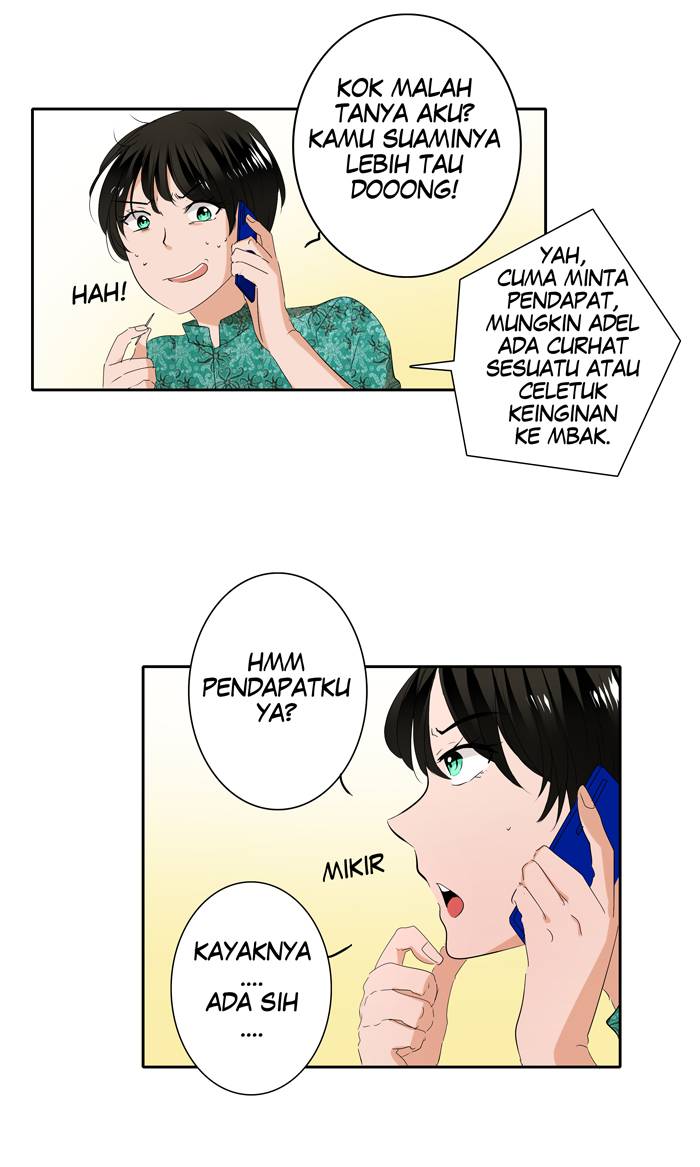 KOK MALAH
TANYA AKU?
KAMU SUAMINYA
LEBIH TAU
DOOONG!
HAH!
YAH,
CUMA MINTA
PENDAPAT,
MUNGKIN ADEL
ADA CURHAT
SESUATU ATAU
CELETUK
KEINGINAN
KE MBAK.
HMM
PENDAPATKU
YA?
MIKIR
KAYAKNYA
....
ADA SIH
....